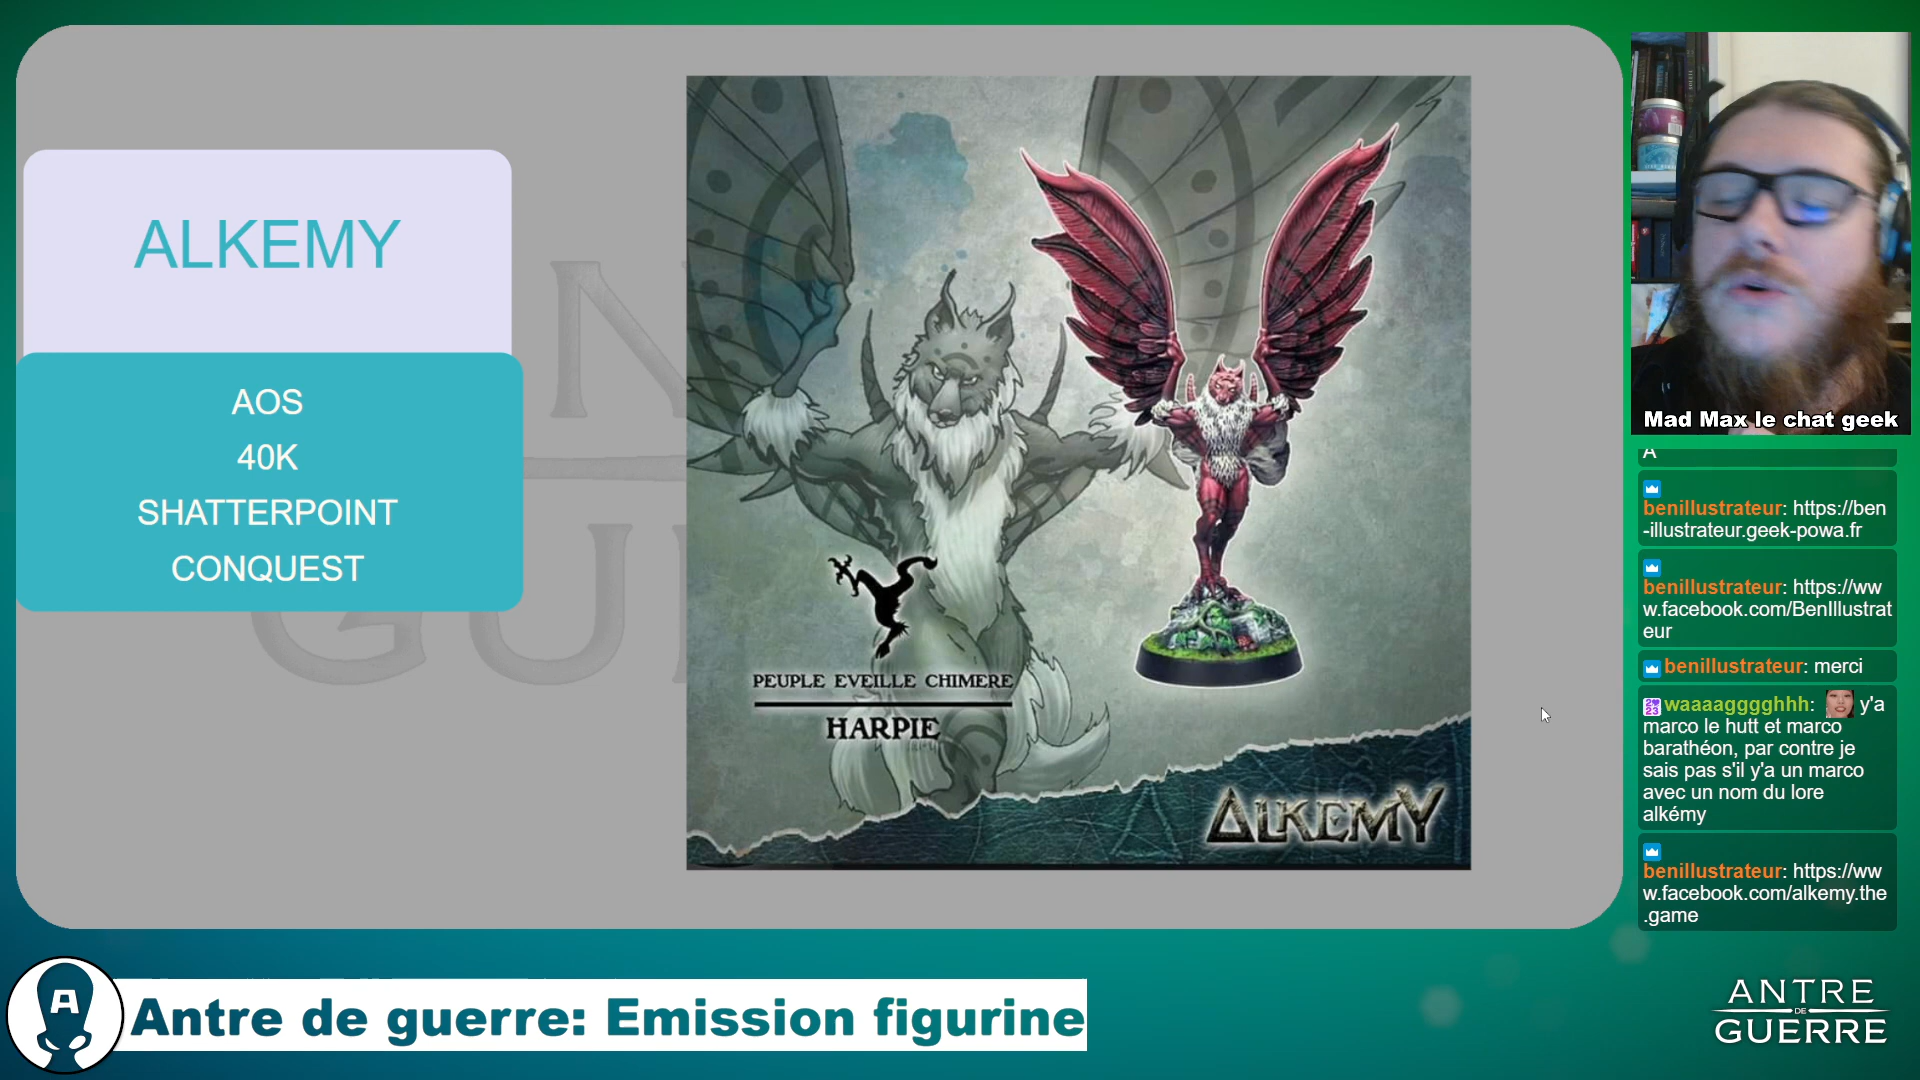 ALKEMY
AOS
40K
SHATTERPOINT
CONQUEST
PEUPLE EVEILLE CHIMERE
HARPIE
ALKEMY
Mad Max le chat geek
A
benillustrateur: https://ben
-illustrateur.geek-powa.fr
benillustrateur: https://ww
w.facebook.com/BenIllustrat
eur
benillustrateur: merci
waaaagggghhh: y'a
marco le hutt et marco
barathéon, par contre je
sais pas s'il y'a un marco
avec un nom du lore
alkémy
benillustrateur: https://ww
w.facebook.com/alkemy.the
.game
A
Antre de guerre: Emission figurine
ANTRE
DE
GUERRE